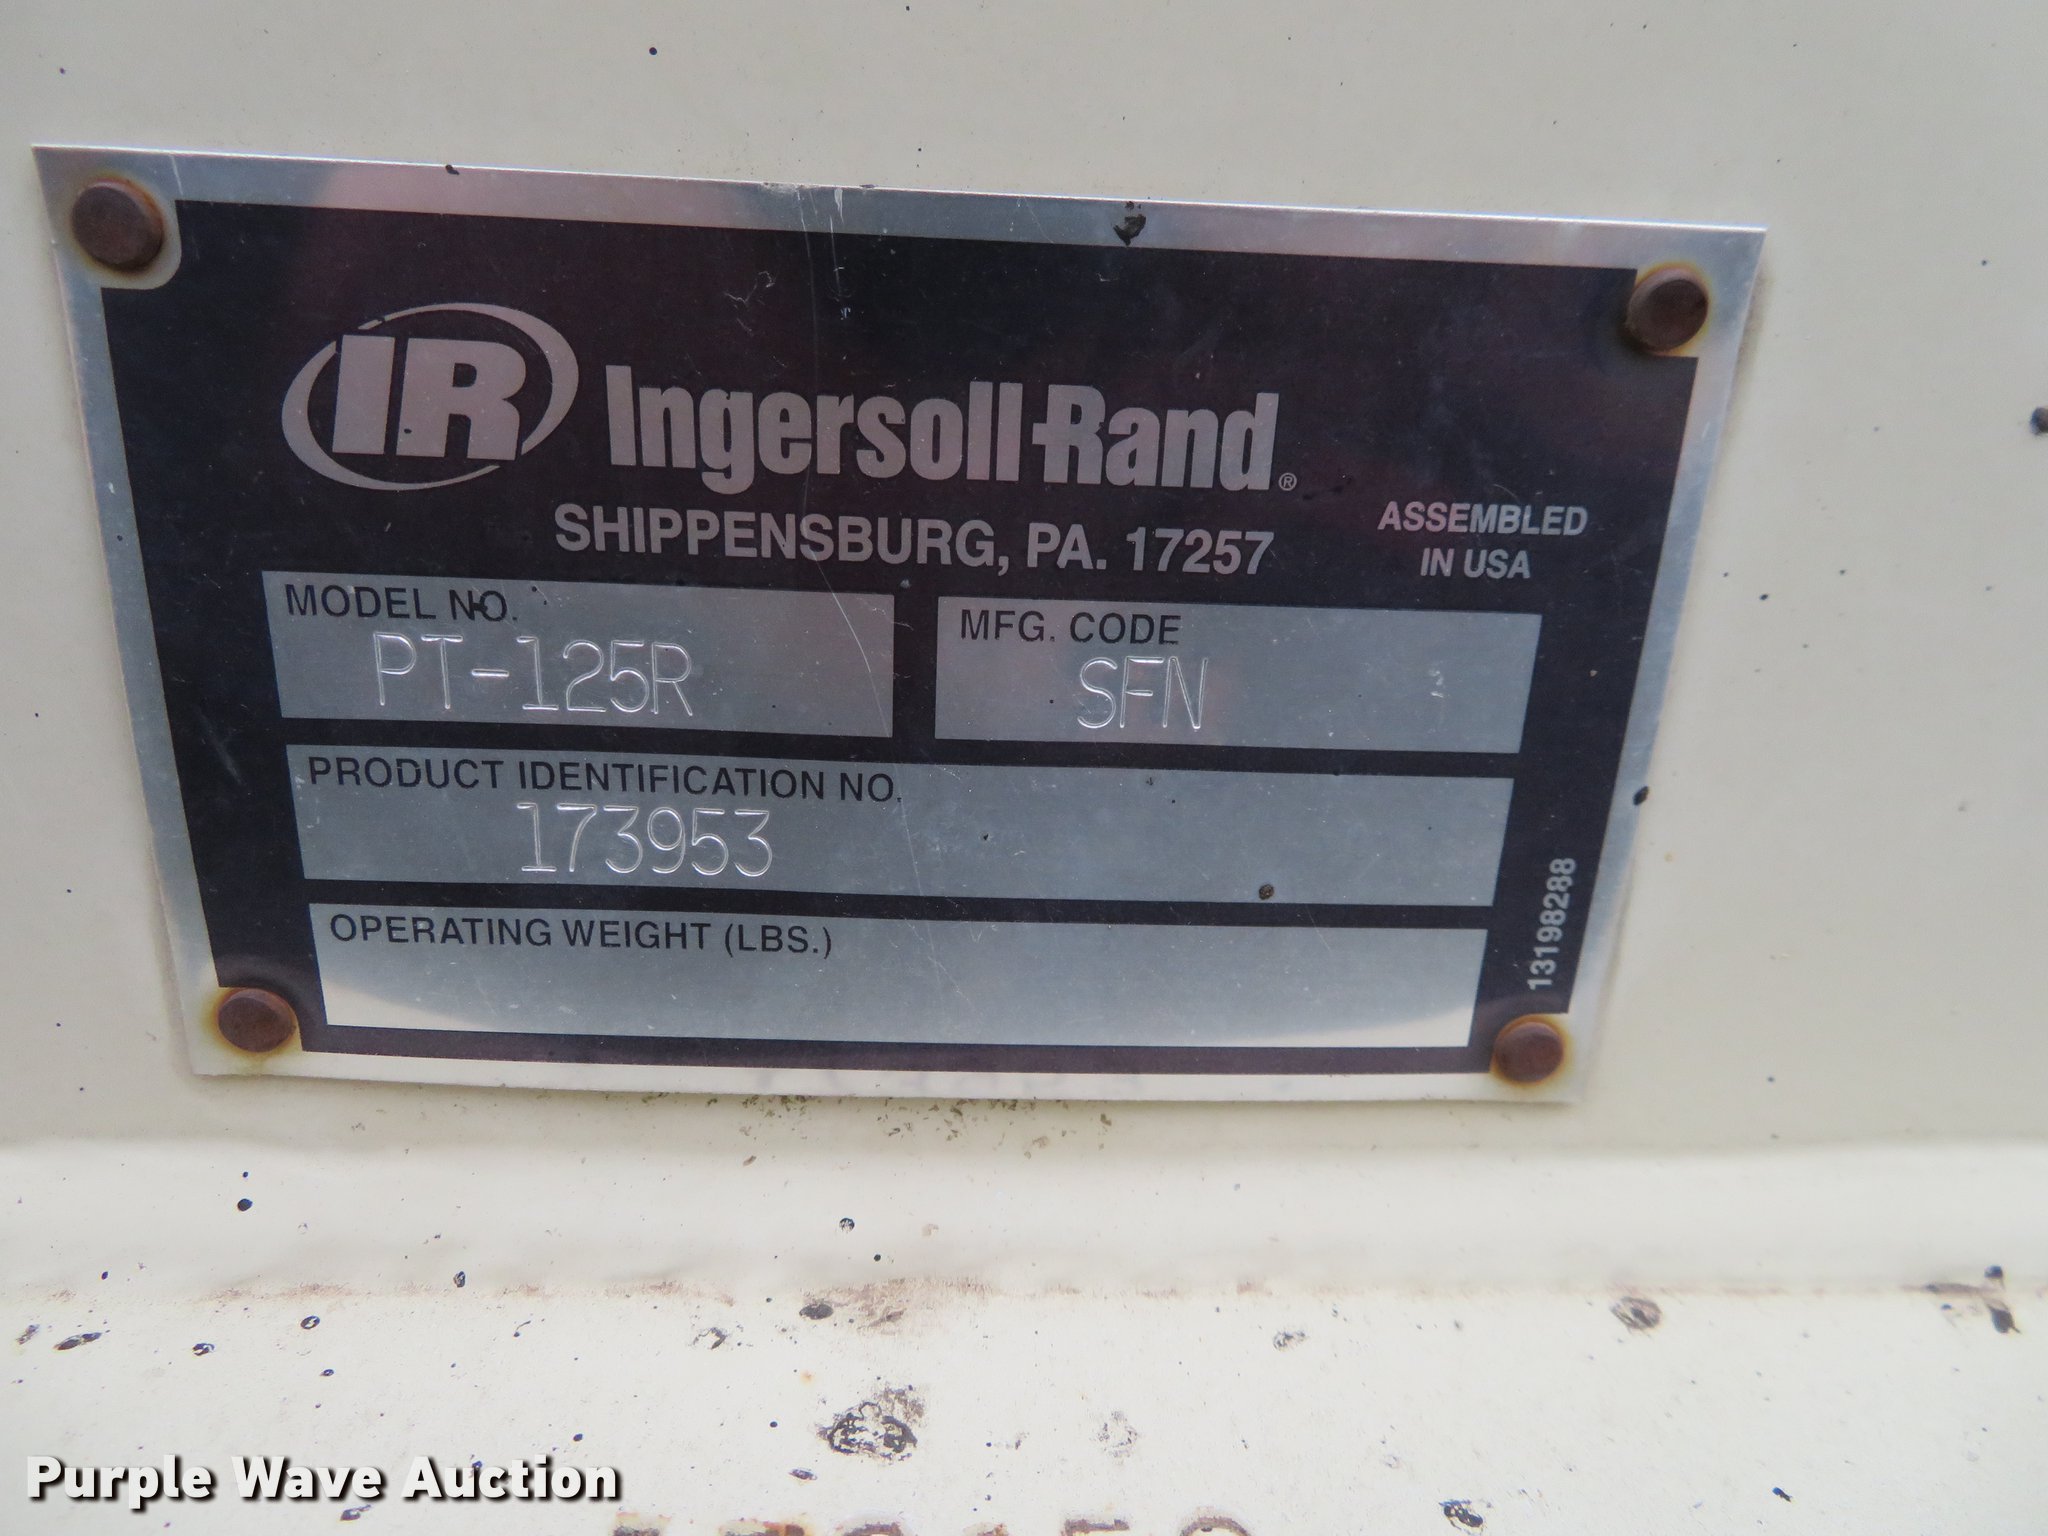 IR Ingersoll-Rand®
SHIPPENSBURG, PA. 17257
ASSEMBLED
IN USA
MODEL NO.
PT-125R
MFG. CODE
SFN
PRODUCT IDENTIFICATION NO.
173953
OPERATING WEIGHT (LBS.)
13198288
Purple Wave Auction